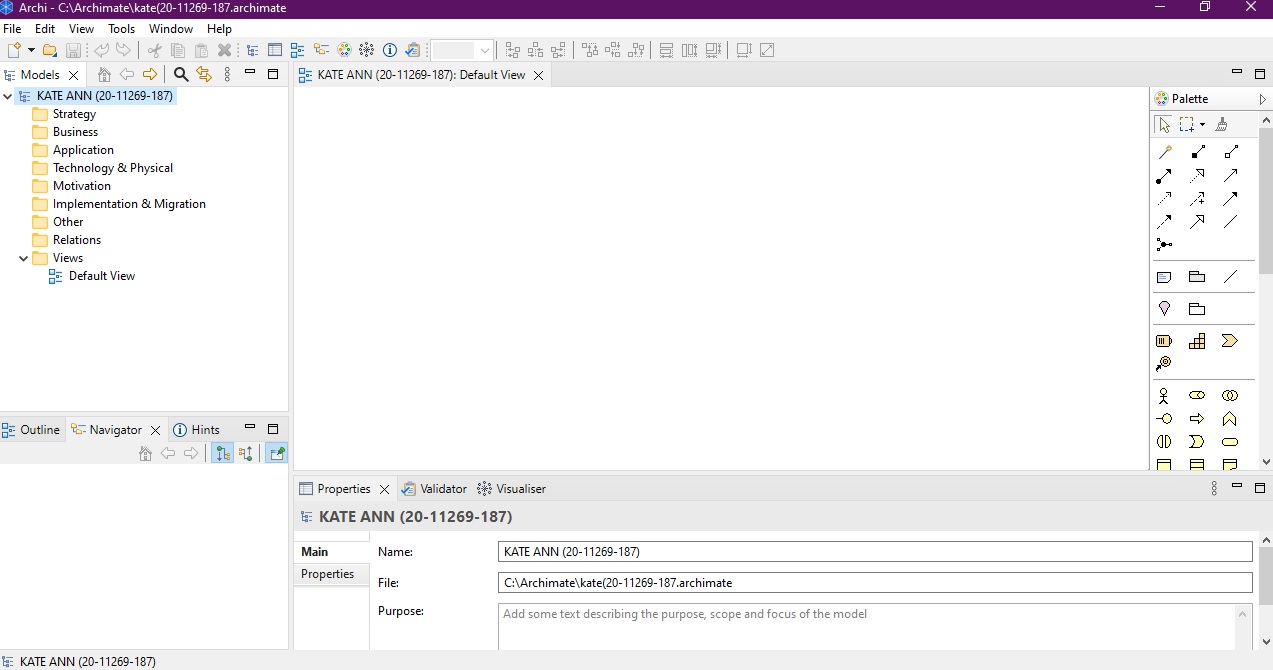 Archi - C:\Archimate\kate(20-11269-187.archimate
File Edit View Tools Window Help
Models
KATE ANN (20-11269-187): Default View
KATE ANN (20-11269-187)
Strategy
Business
Application
Technology & Physical
Motivation
Implementation & Migration
Other
Relations
Views
Default View
Palette
Outline Navigator Hints
Properties Validator Visualiser
KATE ANN (20-11269-187)
Main
Properties
Name: KATE ANN (20-11269-187)
File: C:\Archimate\kate(20-11269-187.archimate
Purpose: Add some text describing the purpose, scope and focus of the model
KATE ANN (20-11269-187)